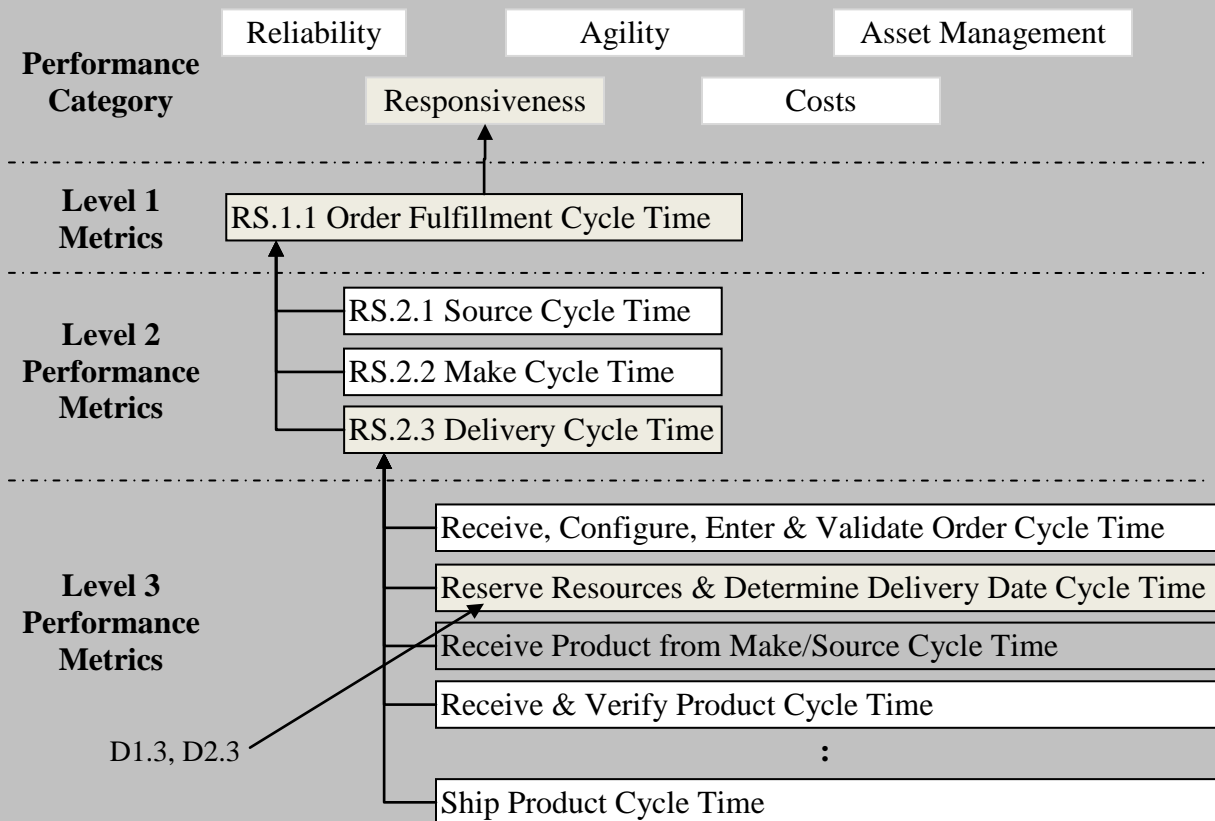 Reliability
Agility
Asset Management
Performance
Category
Responsiveness
Costs
Level 1
Metrics
RS.1.1 Order Fulfillment Cycle Time
Level 2
Performance
Metrics
RS.2.1 Source Cycle Time
RS.2.2 Make Cycle Time
RS.2.3 Delivery Cycle Time
Level 3
Performance
Metrics
Receive, Configure, Enter & Validate Order Cycle Time
Reserve Resources & Determine Delivery Date Cycle Time
Receive Product from Make/Source Cycle Time
Receive & Verify Product Cycle Time
D1.3, D2.3
:
Ship Product Cycle Time